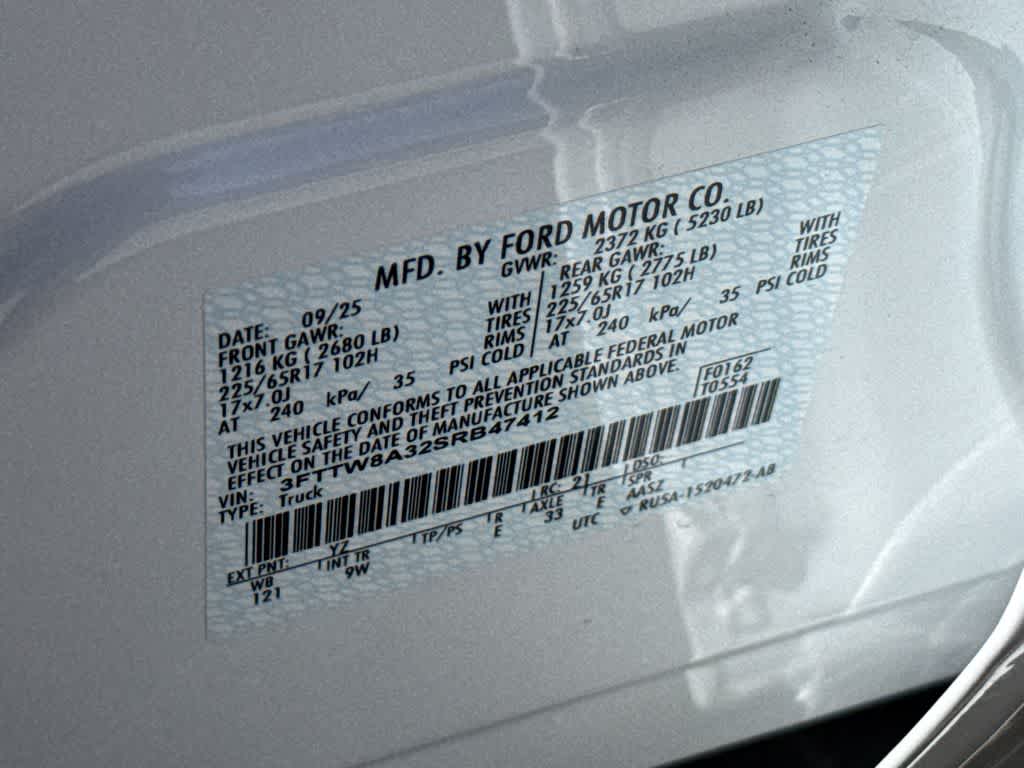 MFD. BY FORD MOTOR CO.
DATE: 09/25 GVWR: 2372 KG ( 5230 LB)
FRONT GAWR: REAR GAWR:
1216 KG ( 2680 LB) WITH 1259 KG ( 2775 LB) WITH
225/65R17 102H TIRES 225/65R17 102H TIRES
17x7.0J RIMS 17x7.0J RIMS
AT 240 kPa/ 35 PSI COLD AT 240 kPa/ 35 PSI COLD
THIS VEHICLE CONFORMS TO ALL APPLICABLE FEDERAL MOTOR
VEHICLE SAFETY AND THEFT PREVENTION STANDARDS IN
EFFECT ON THE DATE OF MANUFACTURE SHOWN ABOVE.
VIN: 3FTTW8A32SRB47412 F0162
TYPE: Truck T0554
EXT PNT: YZ LRC: 21 DSO:
WB INT TR TP/PS R AXLE TR SPR
121 9W E 33 E AASZ
UTC ▽ RUSA-1520472-AB